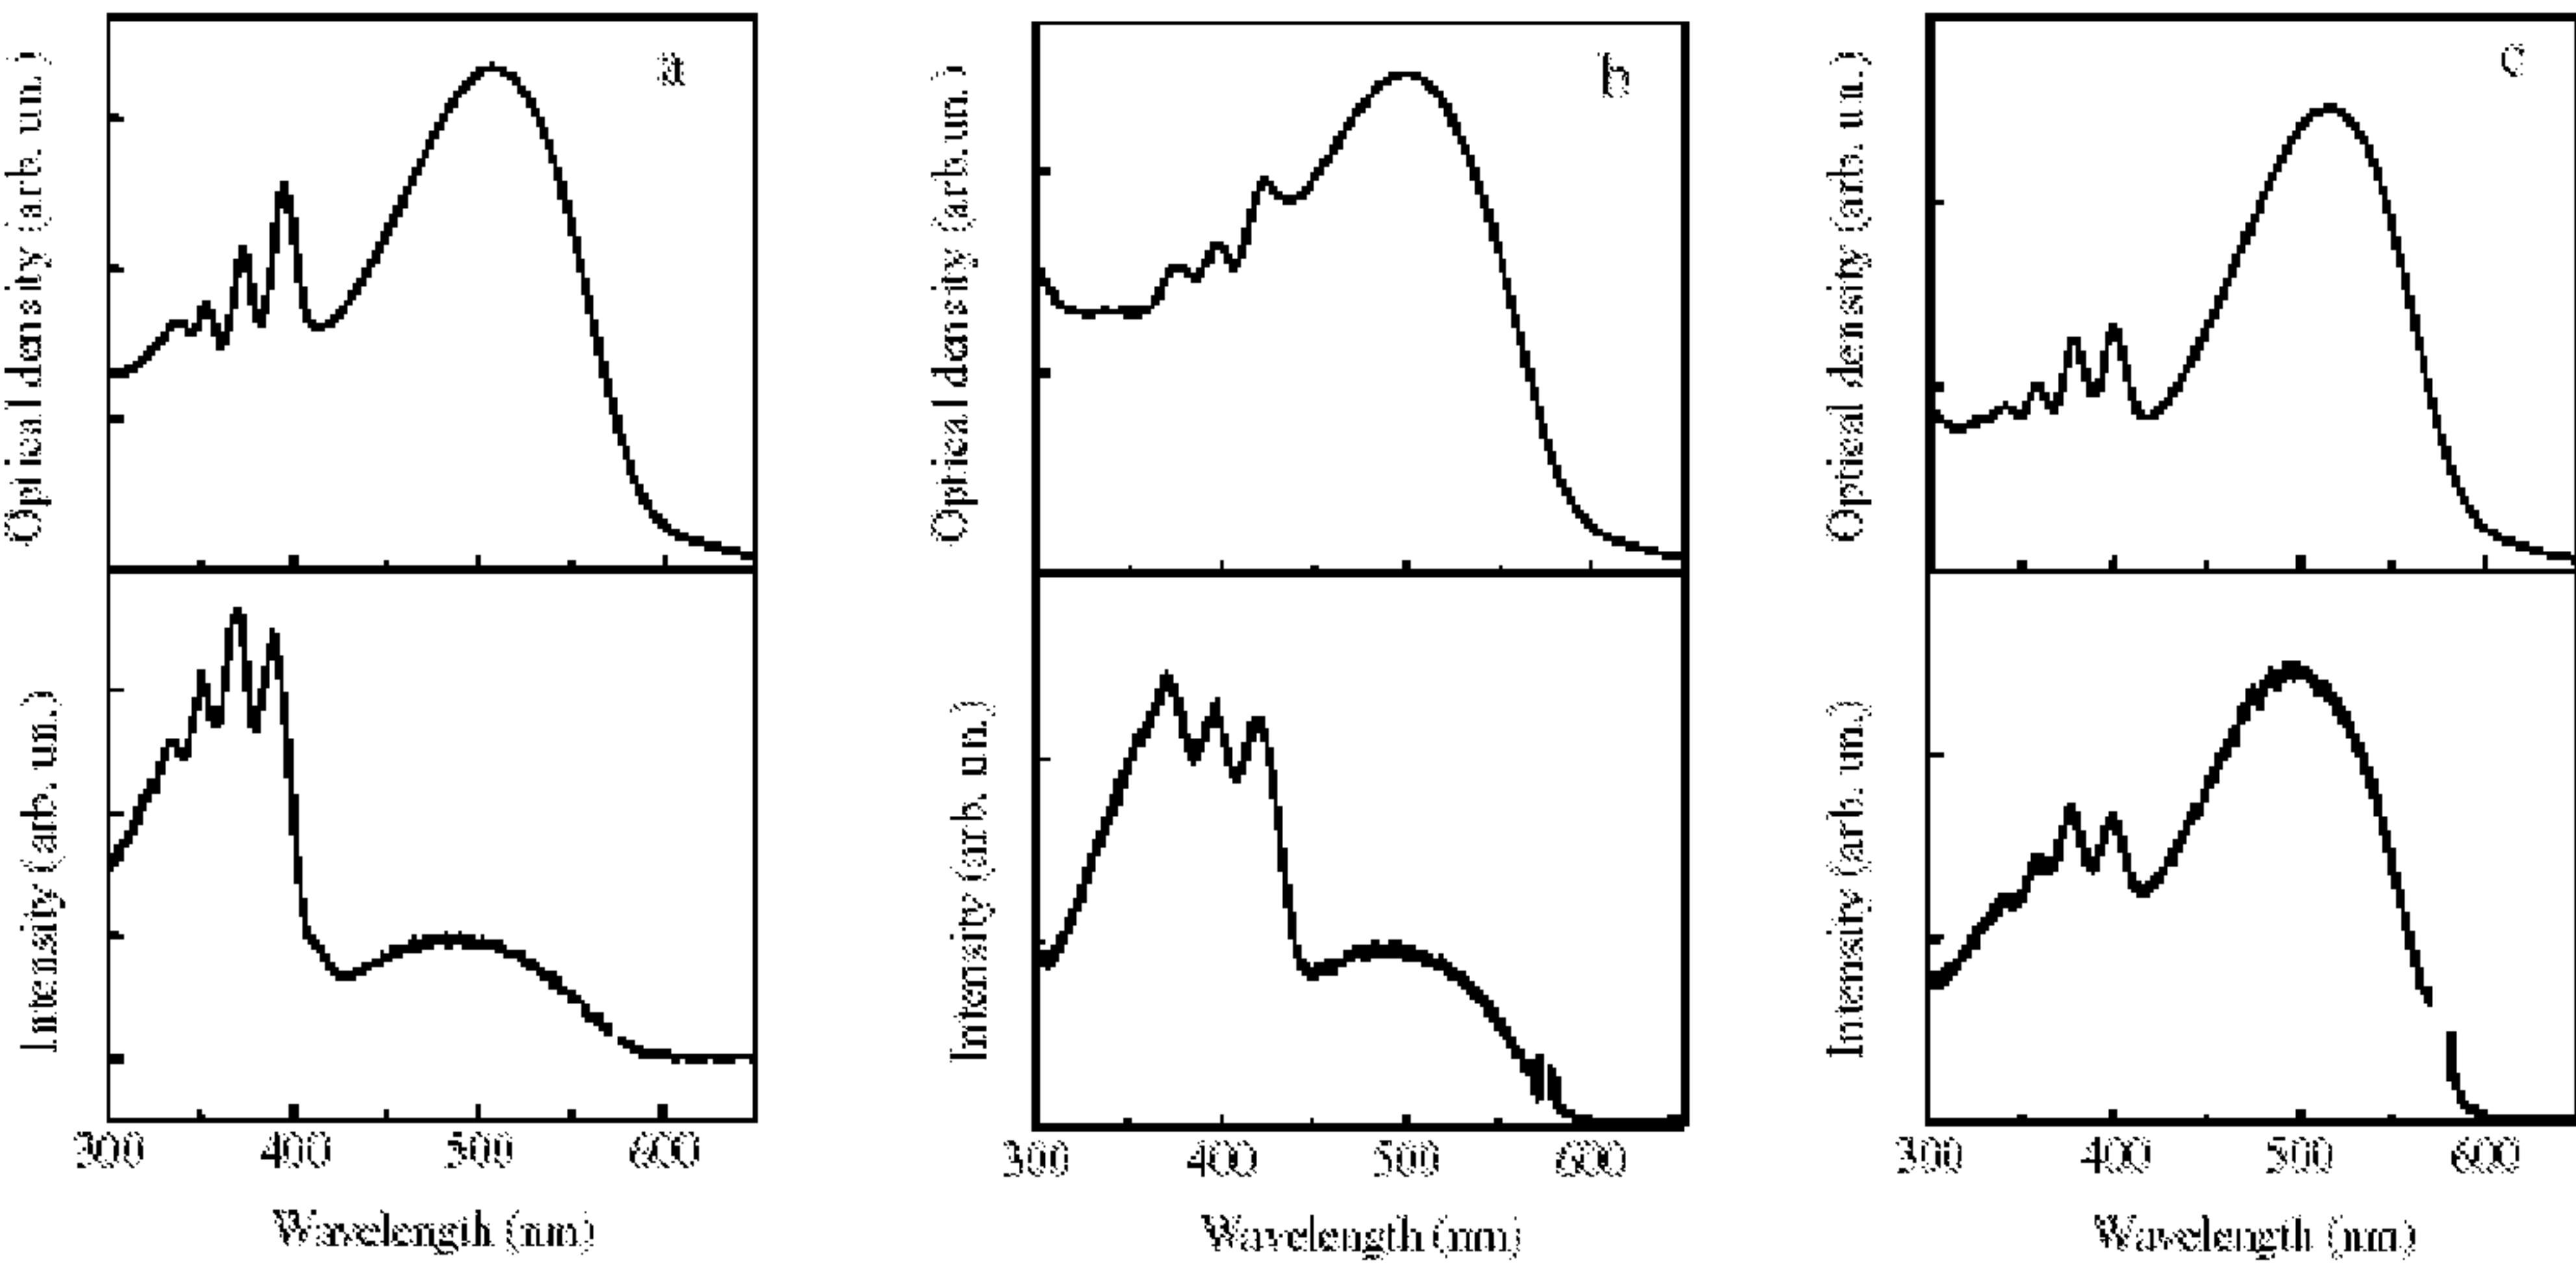 a
Optical density (arb. un.)
Intensity (arb. un.)
300 400 500 600
Wavelength (nm)
b
Optical density (arb.un.)
Intensity (arb. un.)
300 400 500 600
Wavelength (nm)
c
Optical density (arb. un.)
Intensity (arb. un.)
300 400 500 600
Wavelength (nm)